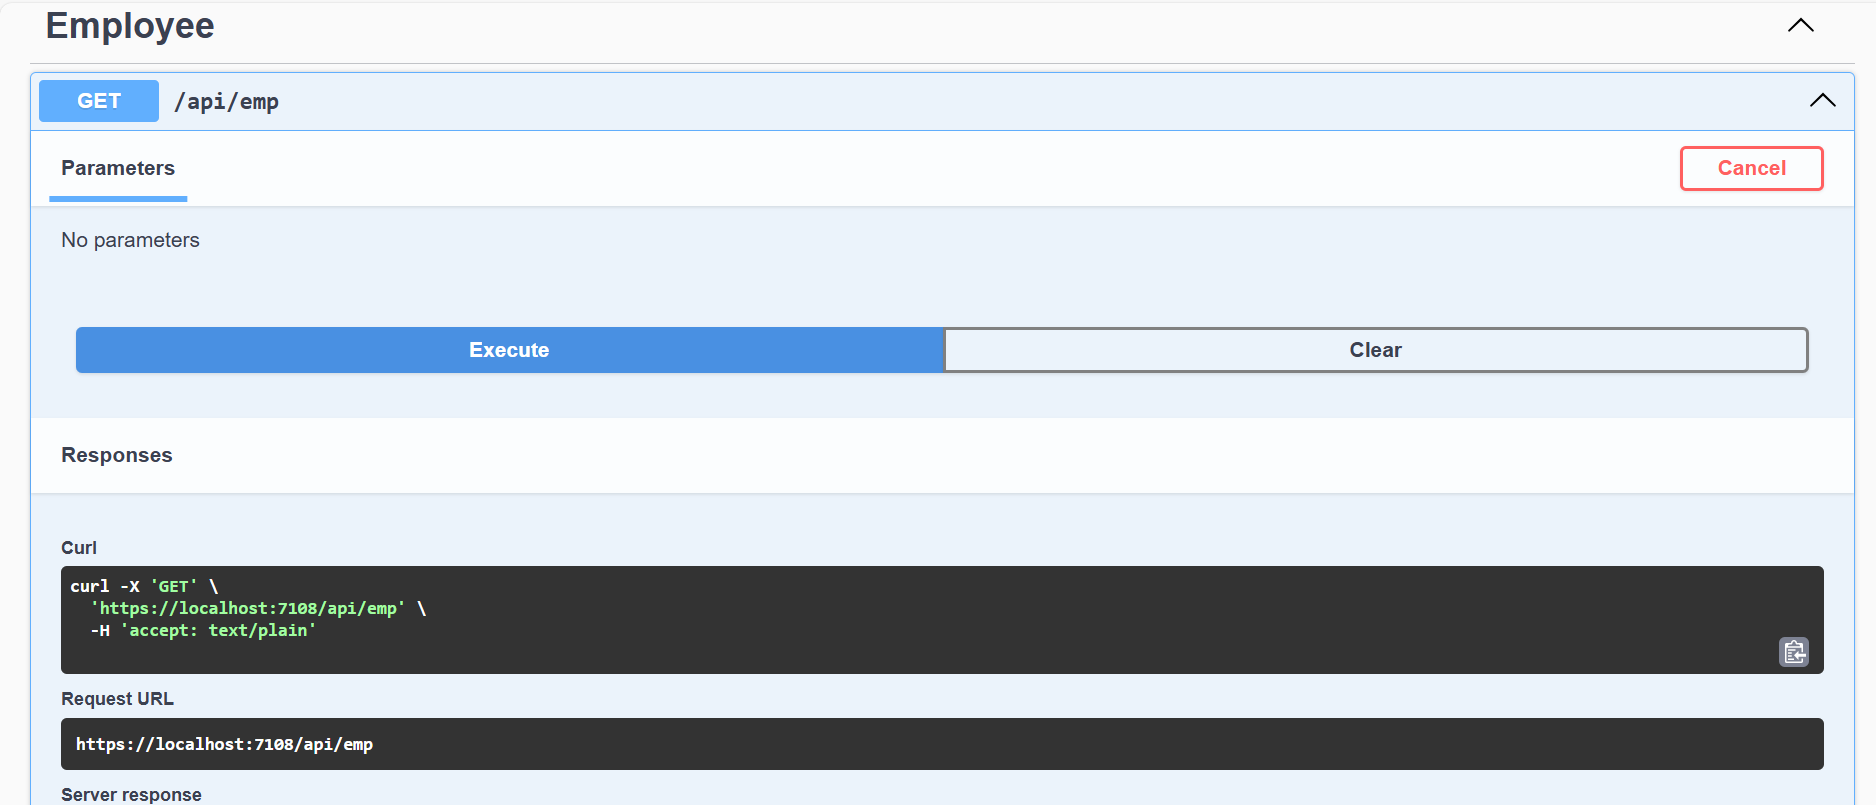 Employee
GET /api/emp
Parameters
Cancel
No parameters
Execute
Clear
Responses
Curl
curl -X 'GET' \
  'https://localhost:7108/api/emp' \
  -H 'accept: text/plain'
Request URL
https://localhost:7108/api/emp
Server response